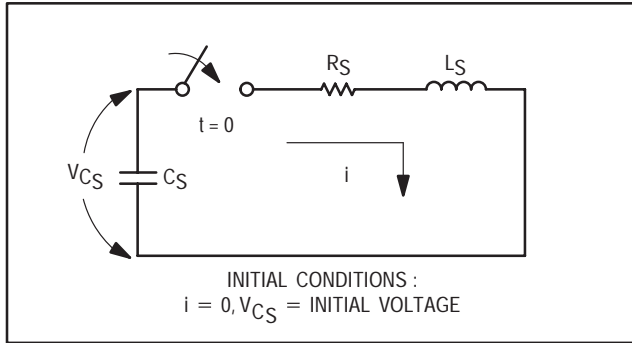 RS
LS
t = 0
VCS
CS
i
INITIAL CONDITIONS :
i = 0, VCS = INITIAL VOLTAGE